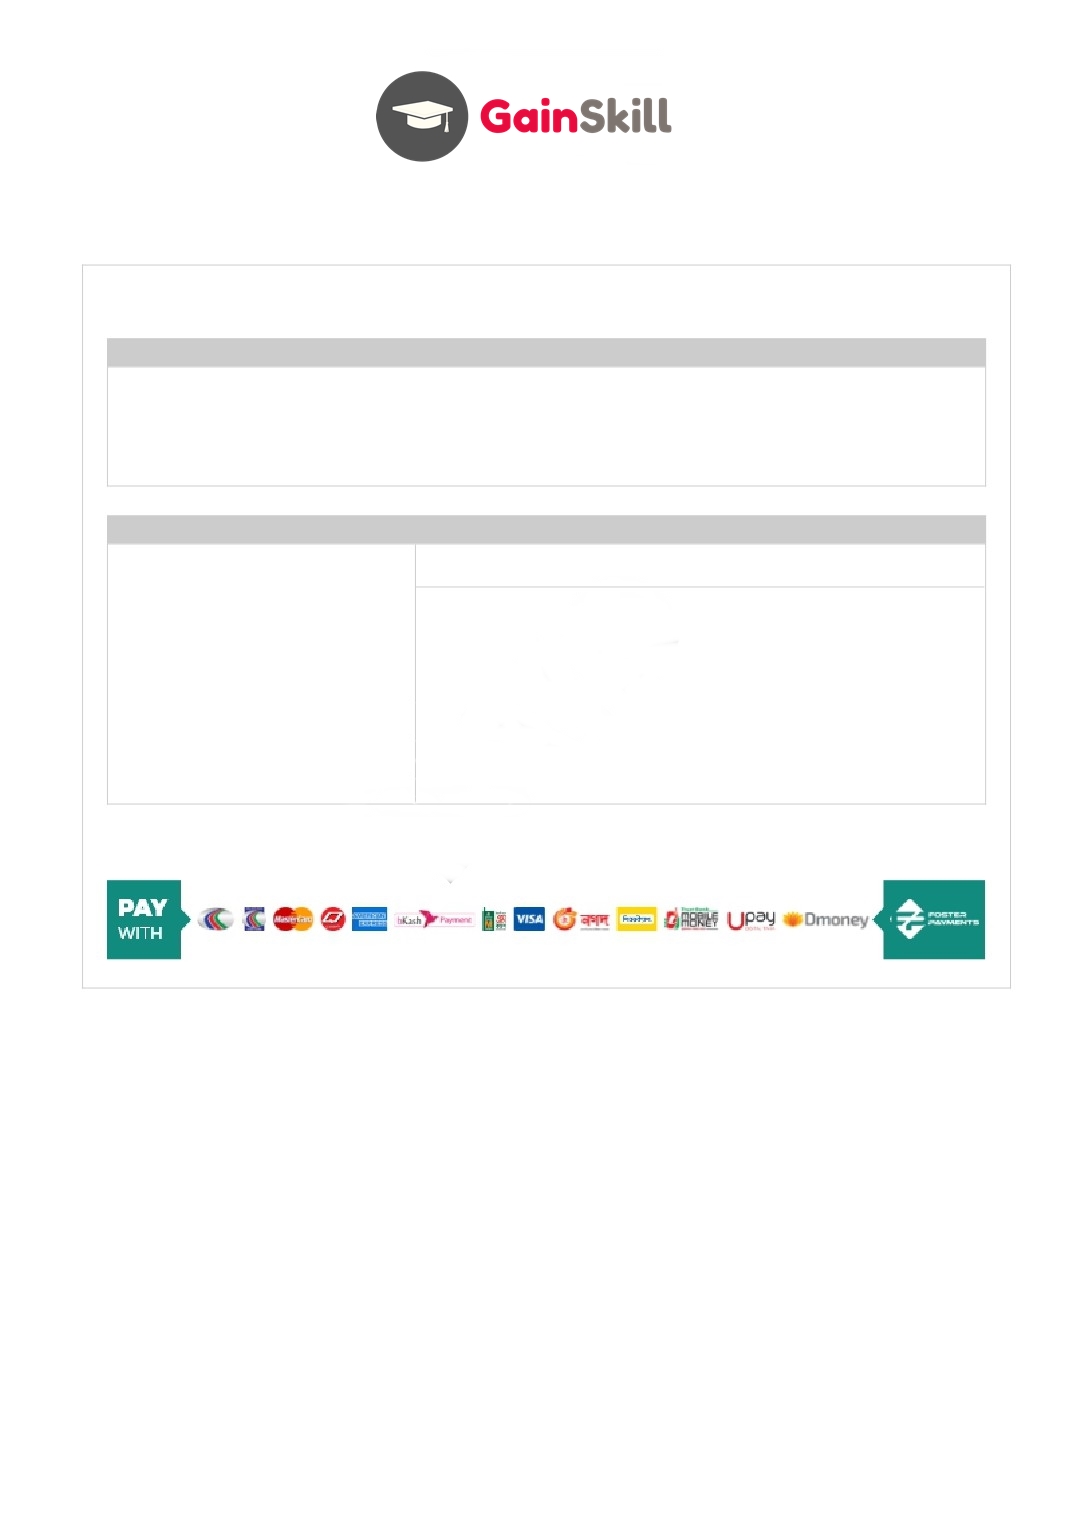 GainSkill
PAY
WITH
MasterCard
AMERICAN
EXPRESS
bKash
Payment
VISA
নগদ
MOBILE
MONEY
Upay
Dmoney
FOSTER
PAYMENTS